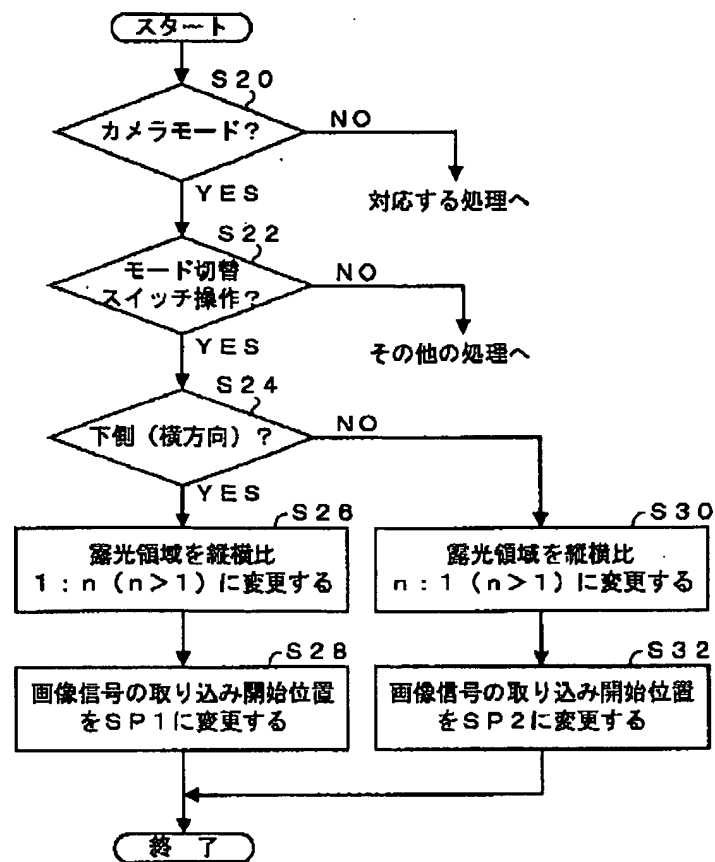 スタート
S20
カメラモード?
NO
YES
対応する処理へ
S22
モード切替
スイッチ操作?
NO
YES
その他の処理へ
S24
下側(横方向)?
NO
YES
S26
露光領域を縦横比
1:n(n>1)に変更する
S30
露光領域を縦横比
n:1(n>1)に変更する
S28
画像信号の取り込み開始位置
をSP1に変更する
S32
画像信号の取り込み開始位置
をSP2に変更する
終了